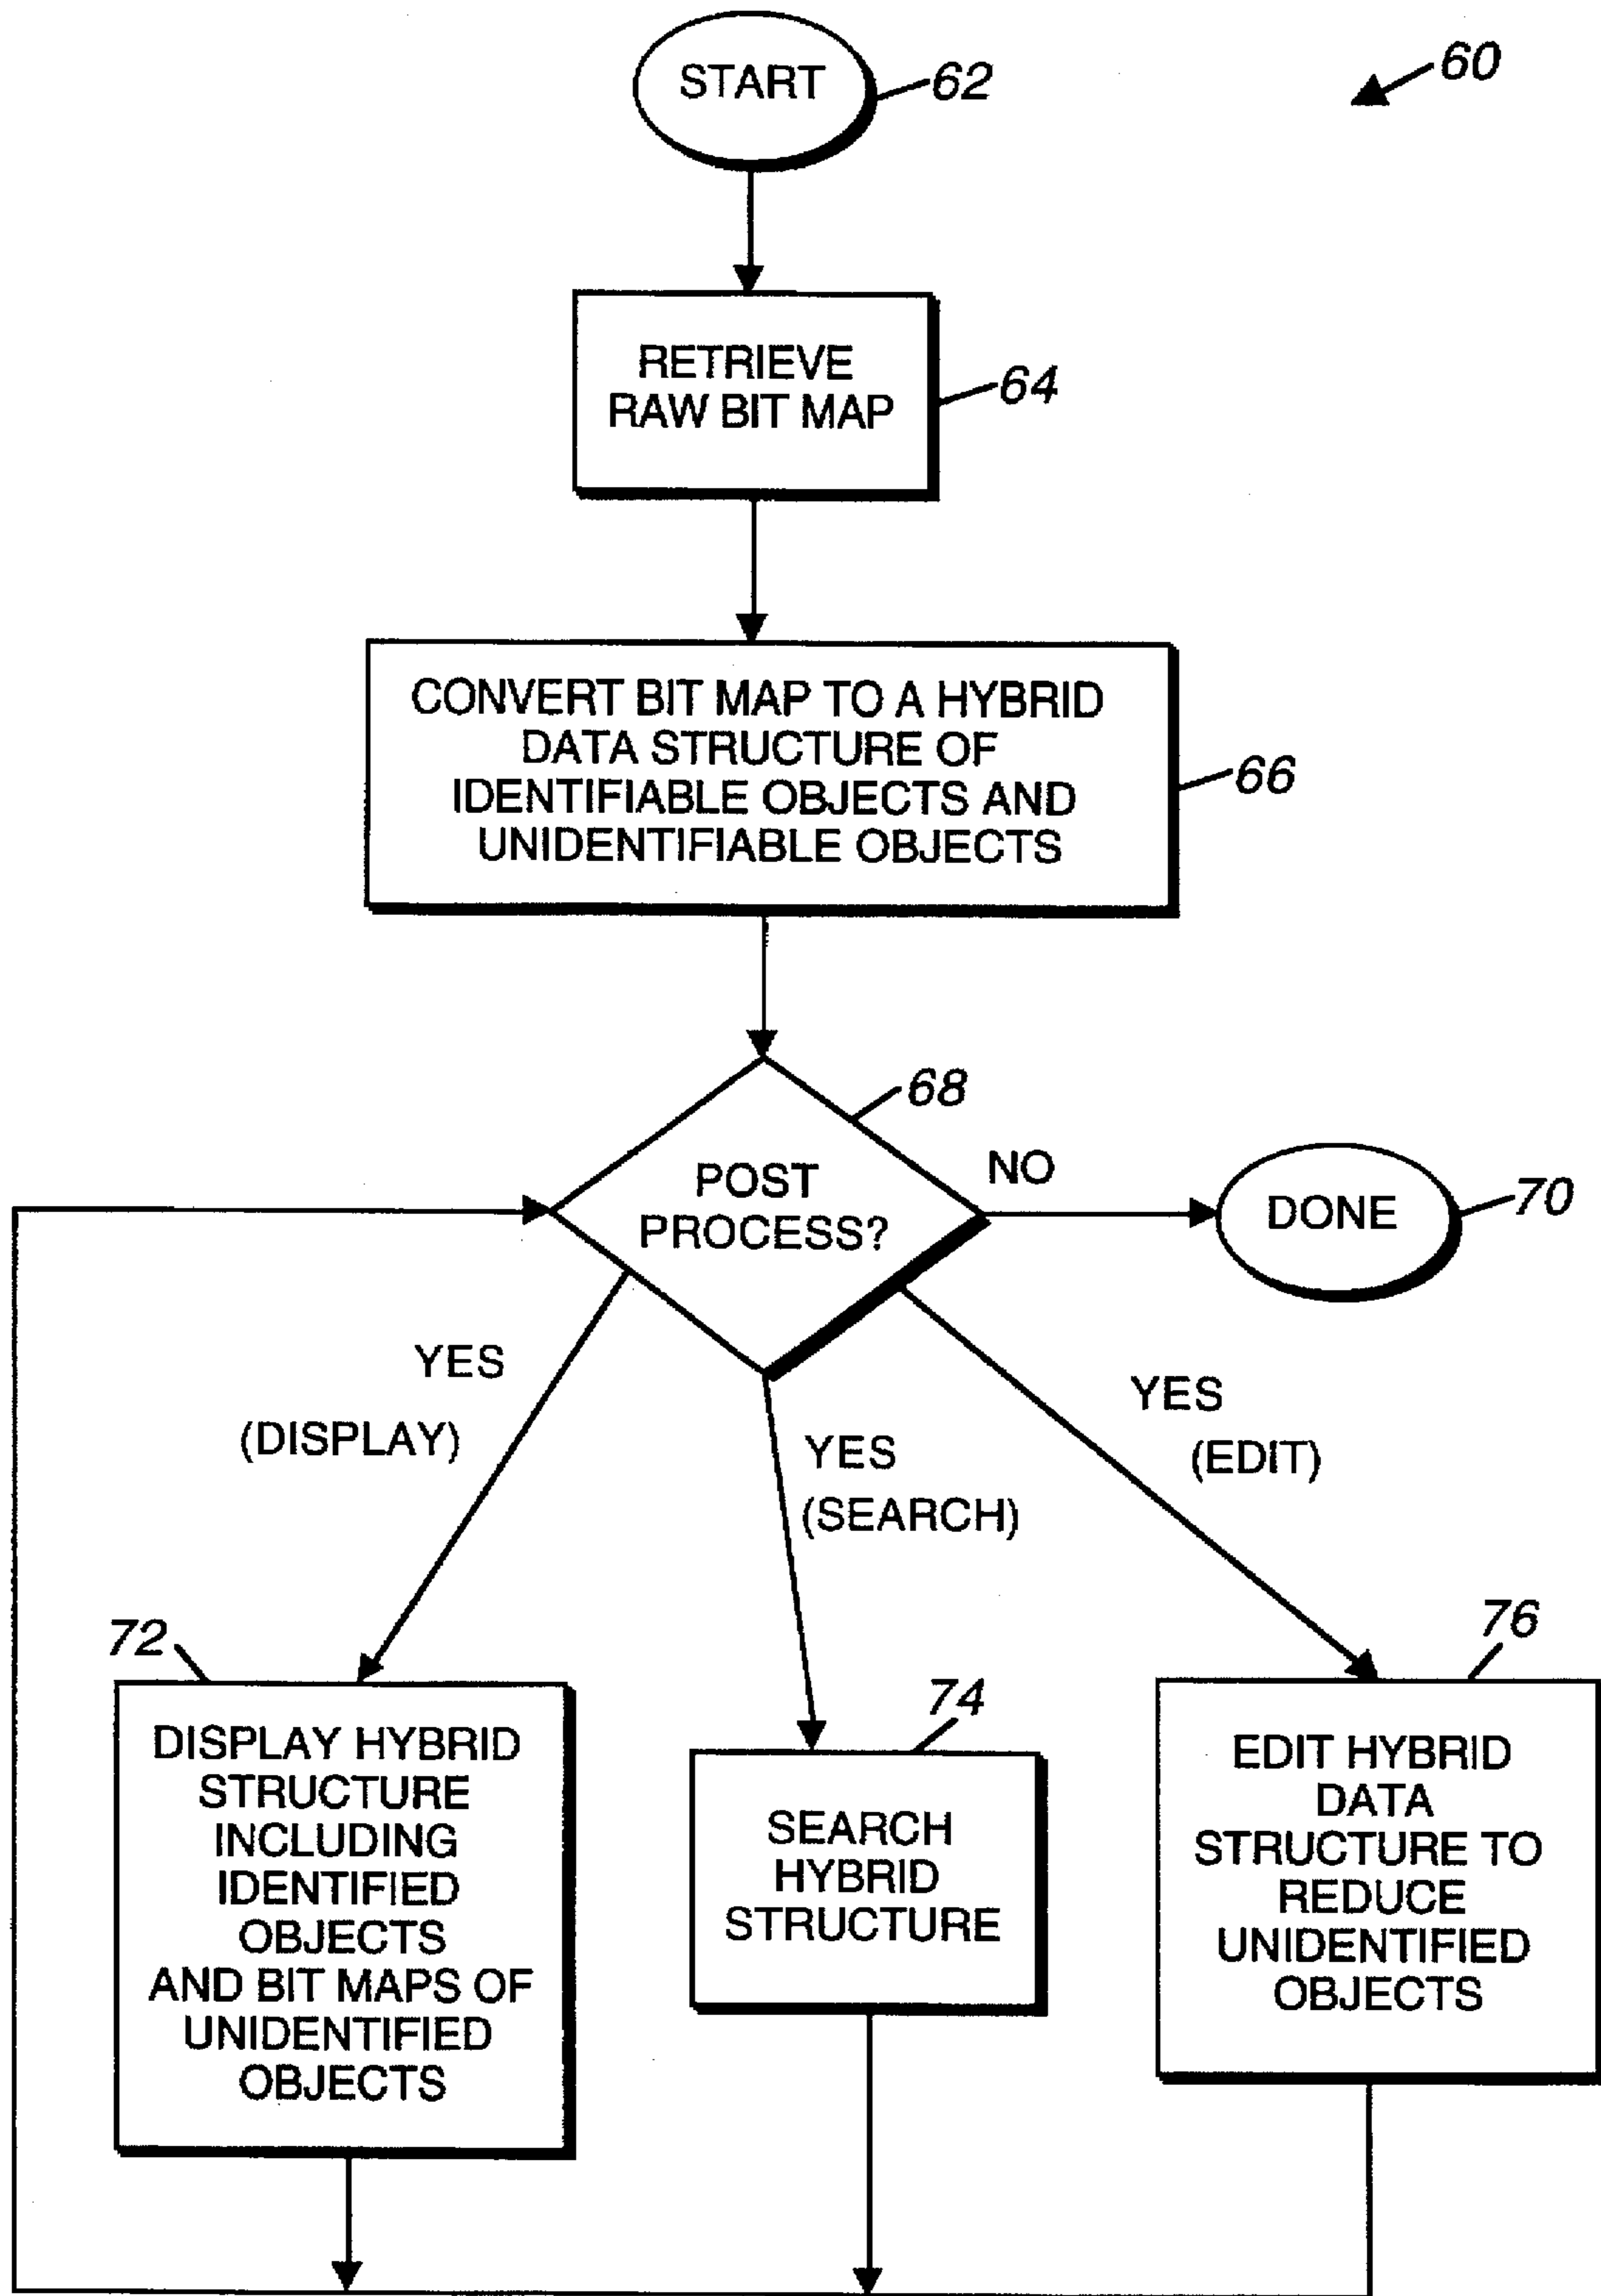 START
62
60
RETRIEVE
RAW BIT MAP
64
CONVERT BIT MAP TO A HYBRID
DATA STRUCTURE OF
IDENTIFIABLE OBJECTS AND
UNIDENTIFIABLE OBJECTS
66
68
POST
PROCESS?
NO
DONE
70
YES
(DISPLAY)
YES
(SEARCH)
YES
(EDIT)
72
DISPLAY HYBRID
STRUCTURE
INCLUDING
IDENTIFIED
OBJECTS
AND BIT MAPS OF
UNIDENTIFIED
OBJECTS
74
SEARCH
HYBRID
STRUCTURE
76
EDIT HYBRID
DATA
STRUCTURE TO
REDUCE
UNIDENTIFIED
OBJECTS